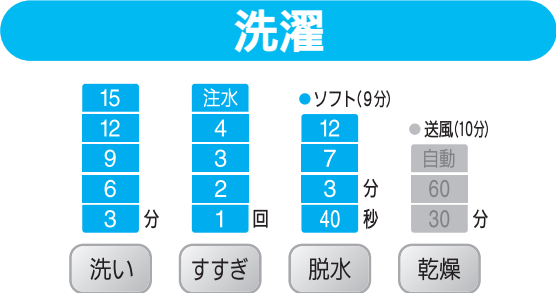 洗濯
15
12
9
6
3 分
注水
4
3
2
1 回
●ソフト(9分)
12
7
3 分
40 秒
●送風(10分)
自動
60
30 分
洗い
すすぎ
脱水
乾燥